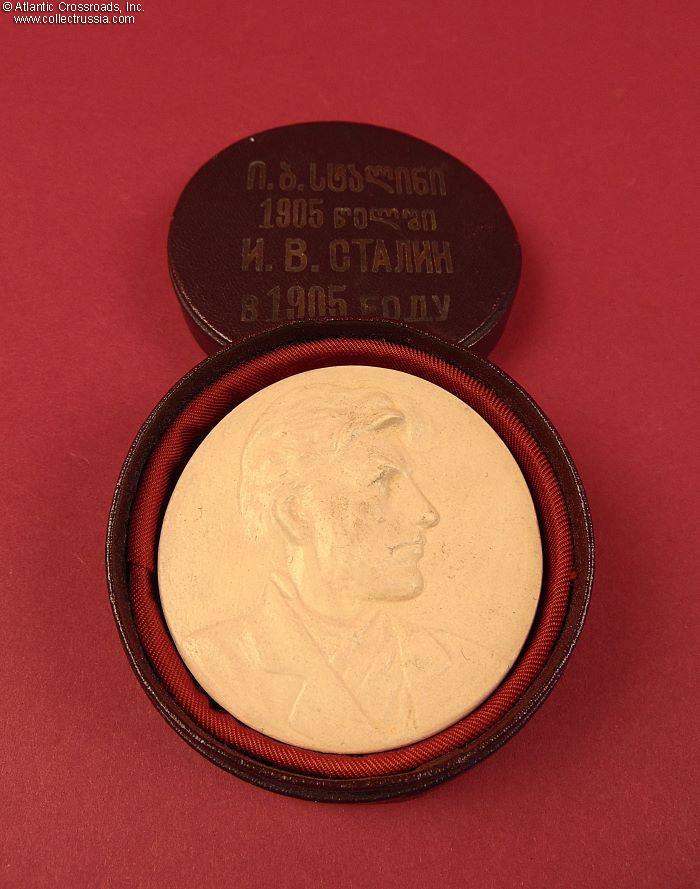 © Atlantic Crossroads, Inc.
www.collectrussia.com
Ი. ბ. სტალინი
1905 წელში
И. В. СТАЛИН
В 1905 ГОДУ